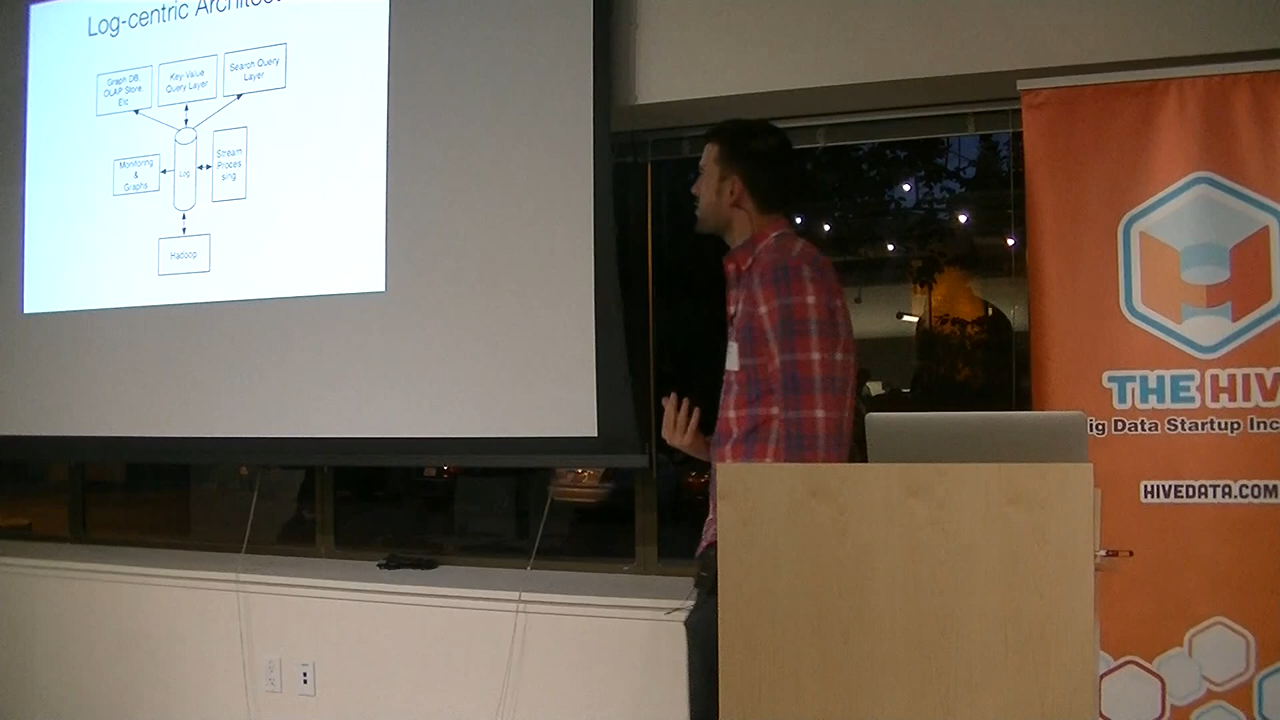 Log-centric Architect
Graph DB,
OLAP Store,
Etc
Key-Value
Query Layer
Search Query
Layer
Monitoring
&
Graphs
Log
Stream
Proces
sing
Hadoop
THE HIV
ig Data Startup Inc
HIVEDATA.COM